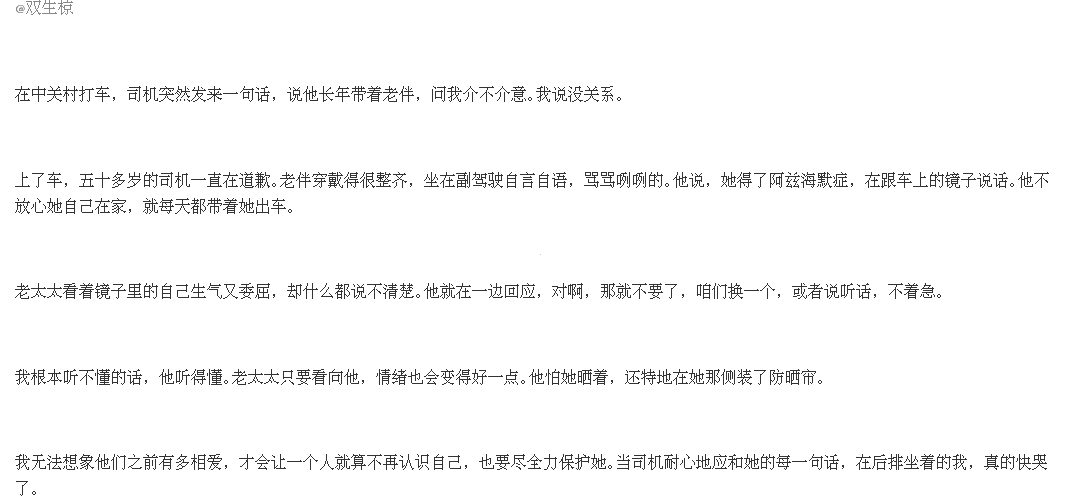 @双生椋
在中关村打车，司机突然发来一句话，说他长年带着老伴，问我介不介意。我说没关系。
上了车，五十多岁的司机一直在道歉。老伴穿戴得很整齐，坐在副驾驶自言自语，骂骂咧咧的。他说，她得了阿兹海默症，在跟车上的镜子说话。他不
放心她自己在家，就每天都带着她出车。
老太太看着镜子里的自己生气又委屈，却什么都说不清楚。他就在一边回应，对啊，那就不要了，咱们换一个，或者说听话，不着急。
我根本听不懂的话，他听得懂。老太太只要看向他，情绪也会变得好一点。他怕她晒着，还特地在她那侧装了防晒帘。
我无法想象他们之前有多相爱，才会让一个人就算不再认识自己，也要尽全力保护她。当司机耐心地应和她的每一句话，在后排坐着的我，真的快哭
了。